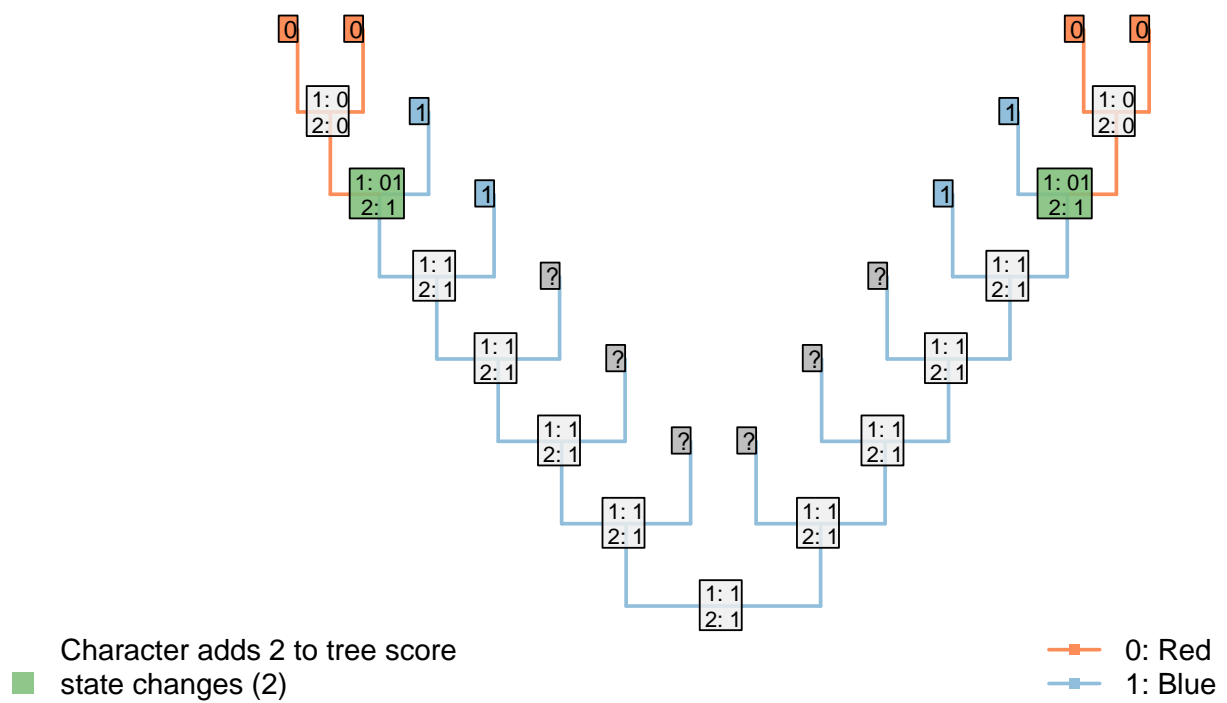 0 0 0 0
1: 0 1: 0
2: 0 2: 0
1 1
1: 01 1: 01
2: 1 2: 1
1 1
1: 1 1: 1
2: 1 2: 1
? ?
1: 1 1: 1
2: 1 2: 1
? ?
1: 1 1: 1
2: 1 2: 1
? ?
1: 1 1: 1
2: 1 2: 1
1: 1
2: 1
Character adds 2 to tree score
state changes (2)
0: Red
1: Blue